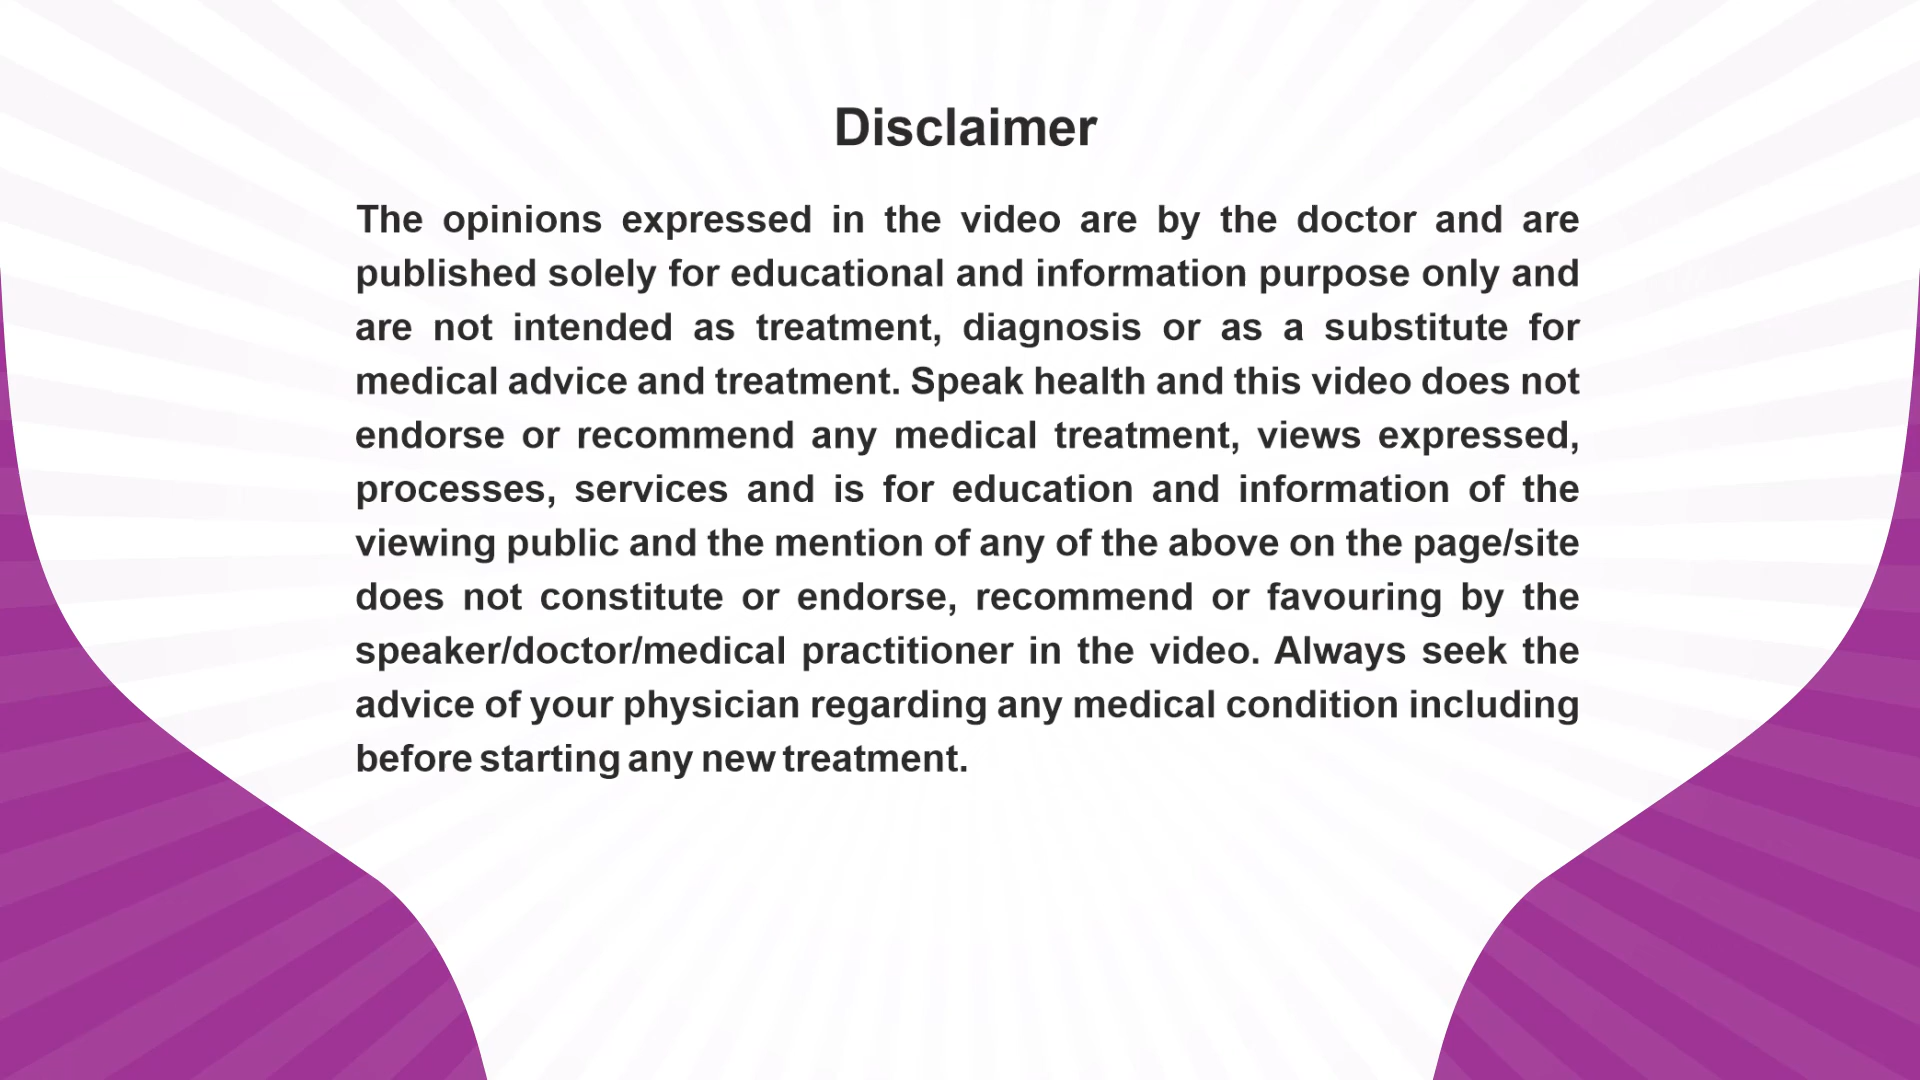 Disclaimer
The opinions expressed in the video are by the doctor and are
published solely for educational and information purpose only and
are not intended as treatment, diagnosis or as a substitute for
medical advice and treatment. Speak health and this video does not
endorse or recommend any medical treatment, views expressed,
processes, services and is for education and information of the
viewing public and the mention of any of the above on the page/site
does not constitute or endorse, recommend or favouring by the
speaker/doctor/medical practitioner in the video. Always seek the
advice of your physician regarding any medical condition including
before starting any new treatment.